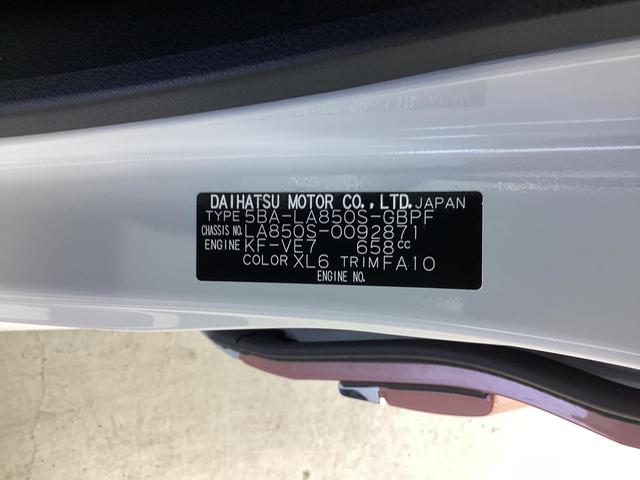 DAIHATSU MOTOR CO.,LTD. JAPAN
TYPE 5BA-LA850S-GBPF
CHASSIS NO. LA850S-0092871
ENGINE KF-VE7 658cc
COLOR XL6 TRIM FA10
ENGINE NO.